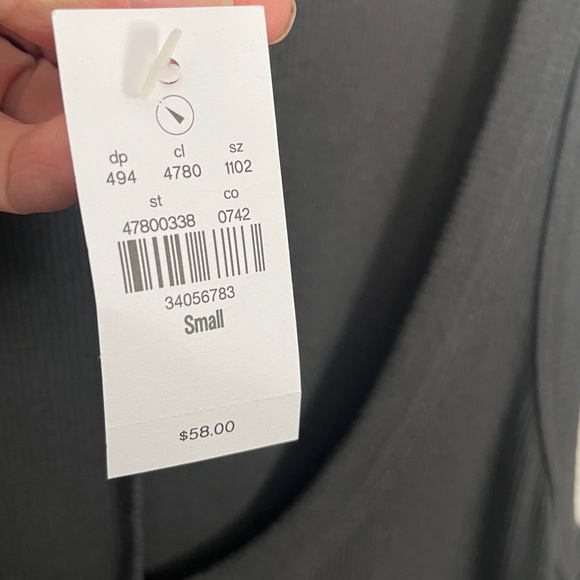 dp cl sz
494 4780 1102
st co
47800338 0742
34056783
Small
$58.00